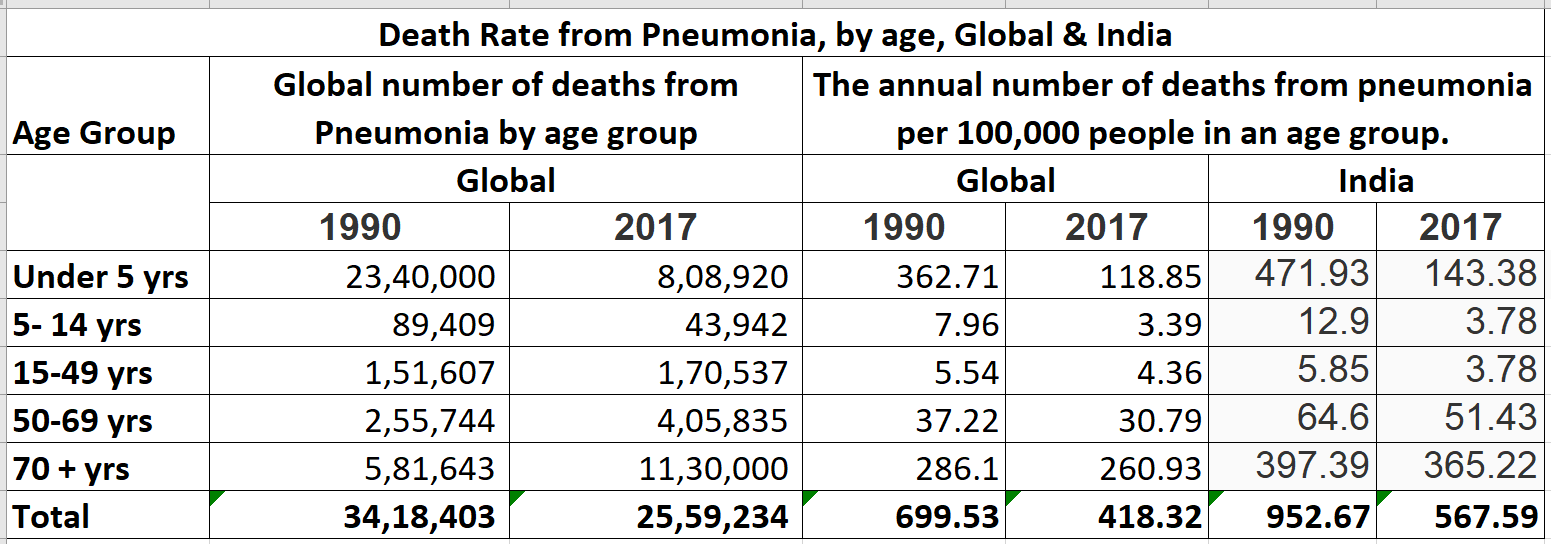 Death Rate from Pneumonia, by age, Global & India
Age Group Global number of deaths from Pneumonia by age group The annual number of deaths from pneumonia per 100,000 people in an age group.
Global Global India
1990 2017 1990 2017 1990 2017
Under 5 yrs 23,40,000 8,08,920 362.71 118.85 471.93 143.38
5- 14 yrs 89,409 43,942 7.96 3.39 12.9 3.78
15-49 yrs 1,51,607 1,70,537 5.54 4.36 5.85 3.78
50-69 yrs 2,55,744 4,05,835 37.22 30.79 64.6 51.43
70 + yrs 5,81,643 11,30,000 286.1 260.93 397.39 365.22
Total 34,18,403 25,59,234 699.53 418.32 952.67 567.59